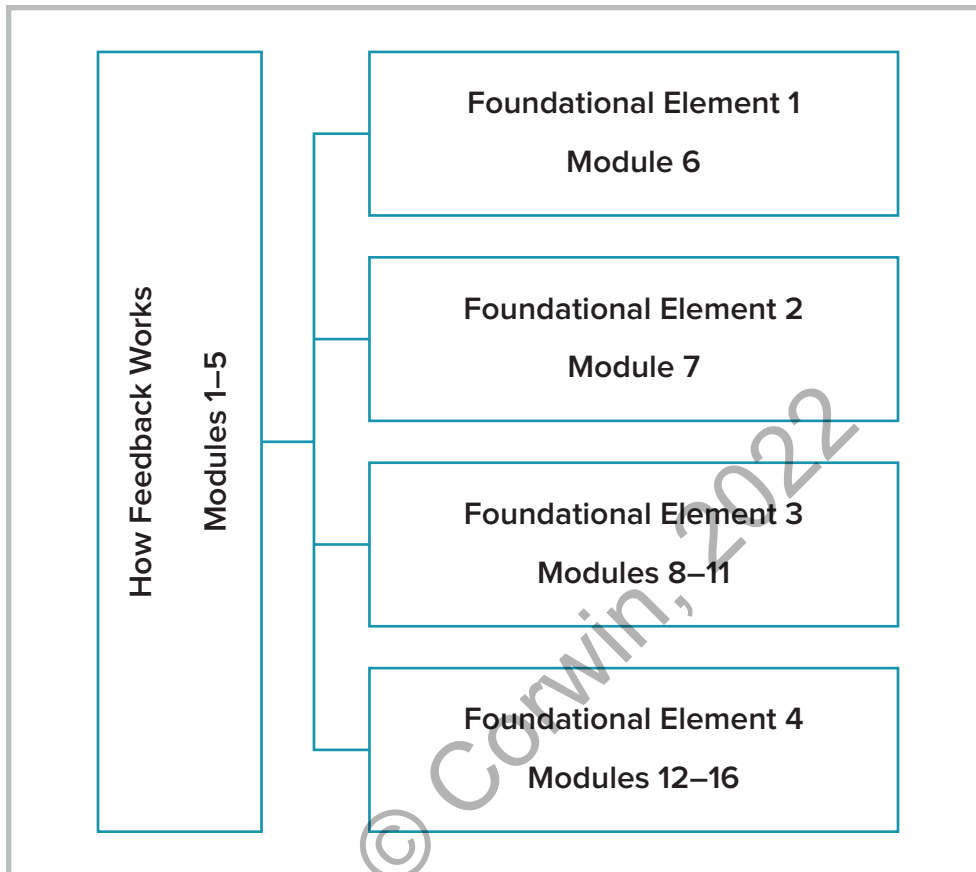 How Feedback Works
Modules 1–5
Foundational Element 1
Module 6
Foundational Element 2
Module 7
Foundational Element 3
Modules 8–11
Foundational Element 4
Modules 12–16
© Corwin, 2022